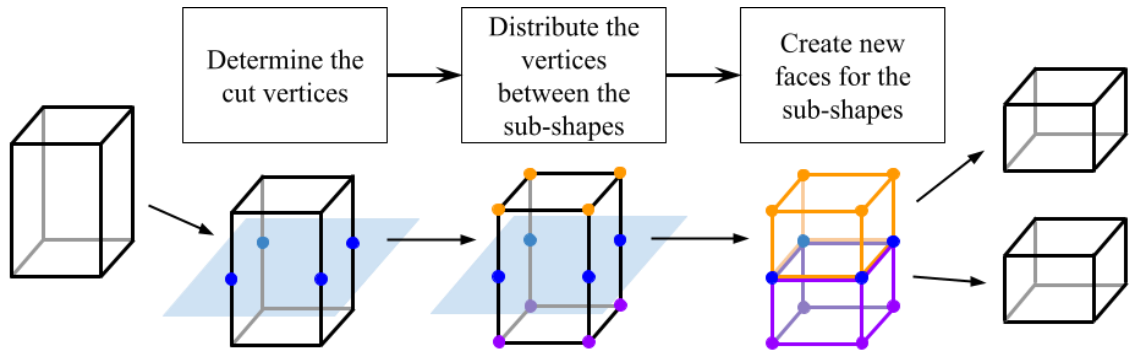 Determine the
cut vertices
Distribute the
vertices
between the
sub-shapes
Create new
faces for the
sub-shapes